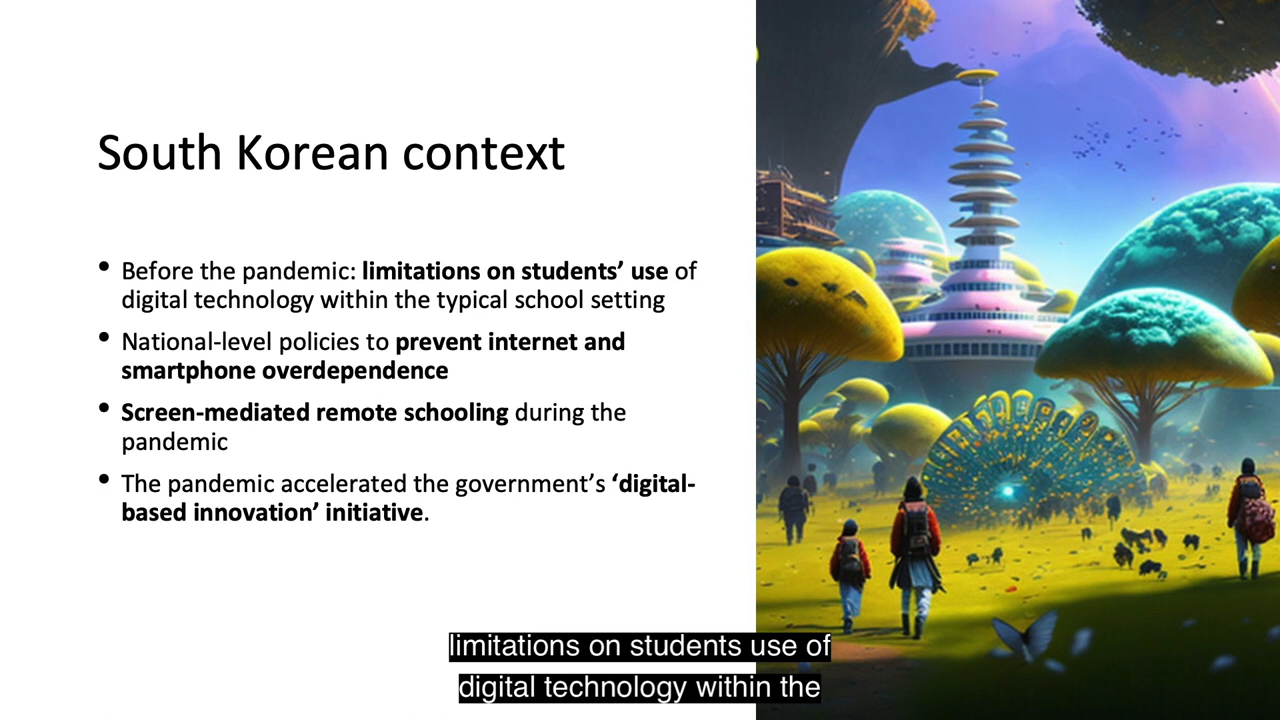 South Korean context
• Before the pandemic: limitations on students’ use of
digital technology within the typical school setting
• National-level policies to prevent internet and
smartphone overdependence
• Screen-mediated remote schooling during the
pandemic
• The pandemic accelerated the government’s ‘digital-
based innovation’ initiative.
limitations on students use of
digital technology within the